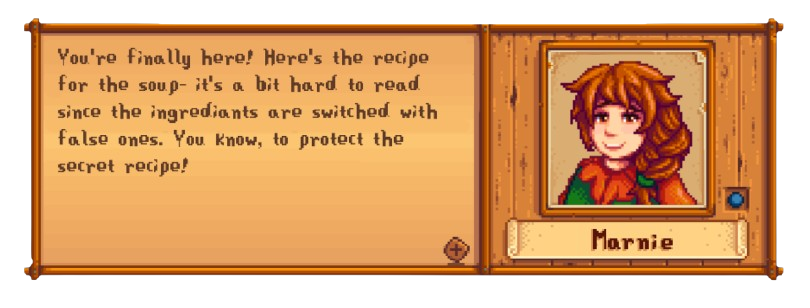 You're finally here! Here's the recipe
for the soup- it's a bit hard to read
since the ingrediants are switched with
false ones. You know, to protect the
secret recipe!
Marnie